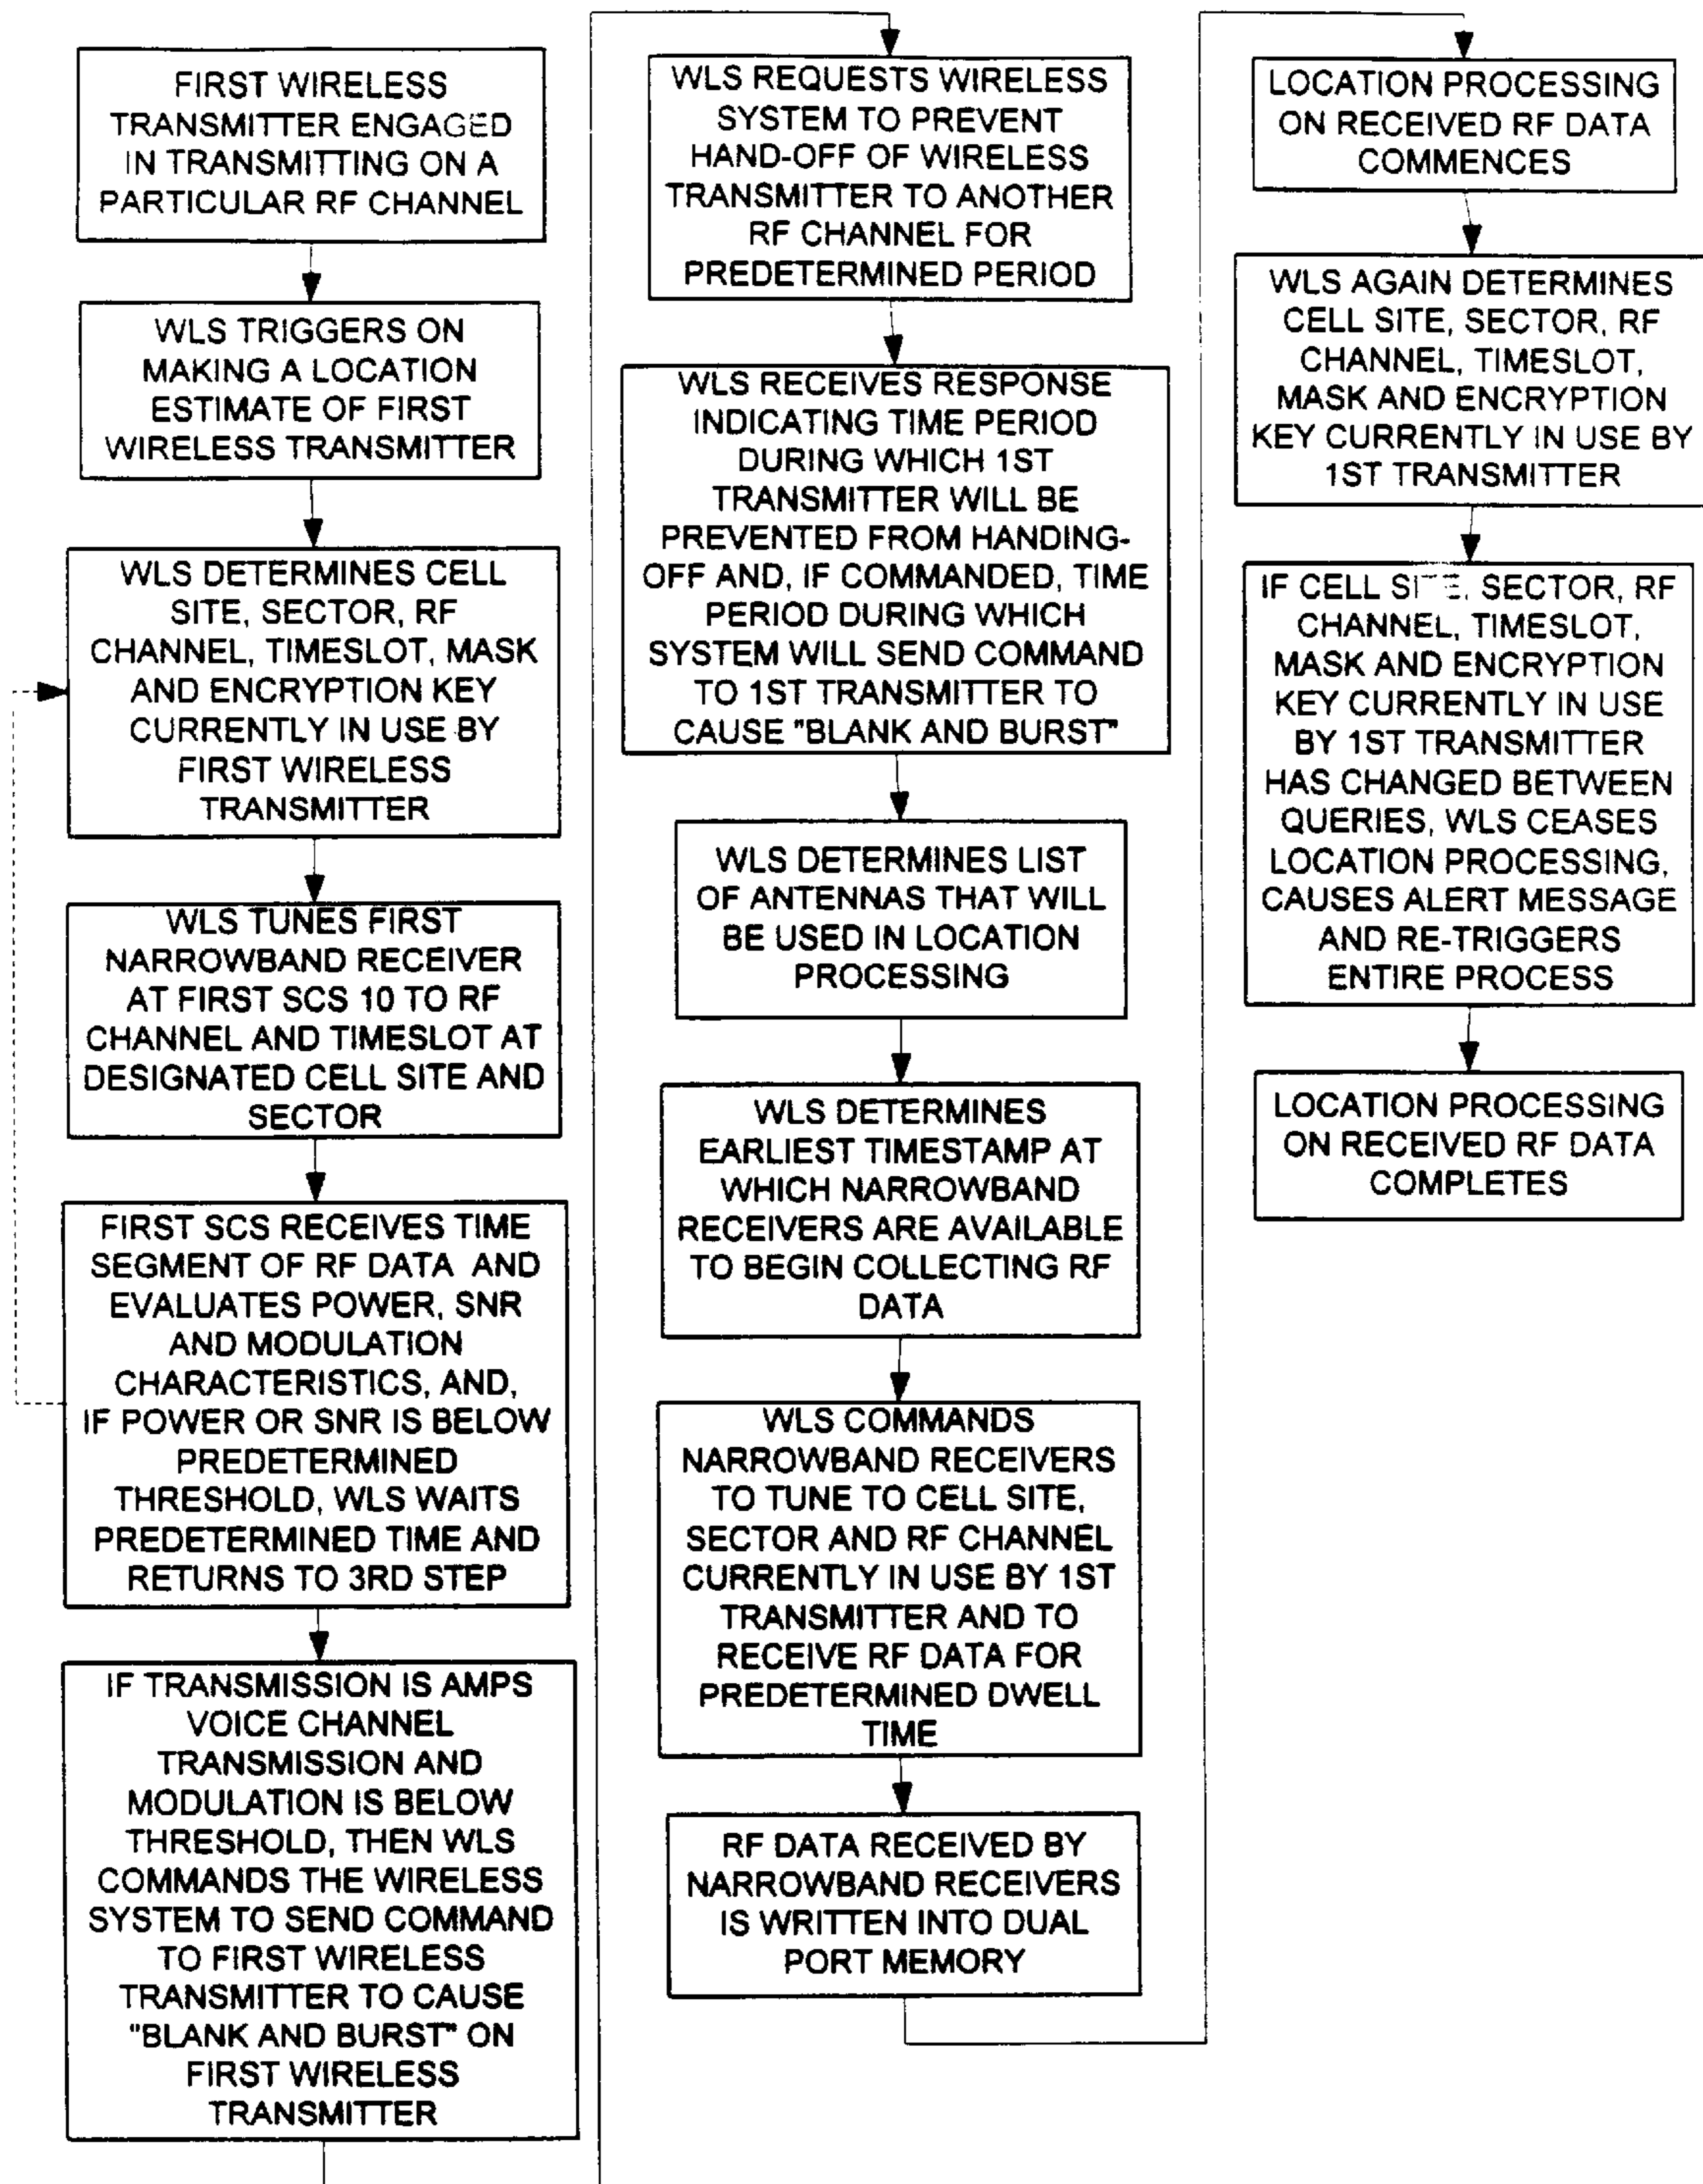 FIRST WIRELESS
TRANSMITTER ENGAGED
IN TRANSMITTING ON A
PARTICULAR RF CHANNEL
WLS TRIGGERS ON
MAKING A LOCATION
ESTIMATE OF FIRST
WIRELESS TRANSMITTER
WLS DETERMINES CELL
SITE, SECTOR, RF
CHANNEL, TIMESLOT, MASK
AND ENCRYPTION KEY
CURRENTLY IN USE BY
FIRST WIRELESS
TRANSMITTER
WLS TUNES FIRST
NARROWBAND RECEIVER
AT FIRST SCS 10 TO RF
CHANNEL AND TIMESLOT AT
DESIGNATED CELL SITE AND
SECTOR
FIRST SCS RECEIVES TIME
SEGMENT OF RF DATA AND
EVALUATES POWER, SNR
AND MODULATION
CHARACTERISTICS, AND,
IF POWER OR SNR IS BELOW
PREDETERMINED
THRESHOLD, WLS WAITS
PREDETERMINED TIME AND
RETURNS TO 3RD STEP
IF TRANSMISSION IS AMPS
VOICE CHANNEL
TRANSMISSION AND
MODULATION IS BELOW
THRESHOLD, THEN WLS
COMMANDS THE WIRELESS
SYSTEM TO SEND COMMAND
TO FIRST WIRELESS
TRANSMITTER TO CAUSE
"BLANK AND BURST" ON
FIRST WIRELESS
TRANSMITTER
WLS REQUESTS WIRELESS
SYSTEM TO PREVENT
HAND-OFF OF WIRELESS
TRANSMITTER TO ANOTHER
RF CHANNEL FOR
PREDETERMINED PERIOD
WLS RECEIVES RESPONSE
INDICATING TIME PERIOD
DURING WHICH 1ST
TRANSMITTER WILL BE
PREVENTED FROM HANDING-
OFF AND, IF COMMANDED, TIME
PERIOD DURING WHICH
SYSTEM WILL SEND COMMAND
TO 1ST TRANSMITTER TO
CAUSE "BLANK AND BURST"
WLS DETERMINES LIST
OF ANTENNAS THAT WILL
BE USED IN LOCATION
PROCESSING
WLS DETERMINES
EARLIEST TIMESTAMP AT
WHICH NARROWBAND
RECEIVERS ARE AVAILABLE
TO BEGIN COLLECTING RF
DATA
WLS COMMANDS
NARROWBAND RECEIVERS
TO TUNE TO CELL SITE,
SECTOR AND RF CHANNEL
CURRENTLY IN USE BY 1ST
TRANSMITTER AND TO
RECEIVE RF DATA FOR
PREDETERMINED DWELL
TIME
RF DATA RECEIVED BY
NARROWBAND RECEIVERS
IS WRITTEN INTO DUAL
PORT MEMORY
LOCATION PROCESSING
ON RECEIVED RF DATA
COMMENCES
WLS AGAIN DETERMINES
CELL SITE, SECTOR, RF
CHANNEL, TIMESLOT,
MASK AND ENCRYPTION
KEY CURRENTLY IN USE BY
1ST TRANSMITTER
IF CELL SITE, SECTOR, RF
CHANNEL, TIMESLOT,
MASK AND ENCRYPTION
KEY CURRENTLY IN USE
BY 1ST TRANSMITTER
HAS CHANGED BETWEEN
QUERIES, WLS CEASES
LOCATION PROCESSING,
CAUSES ALERT MESSAGE
AND RE-TRIGGERS
ENTIRE PROCESS
LOCATION PROCESSING
ON RECEIVED RF DATA
COMPLETES